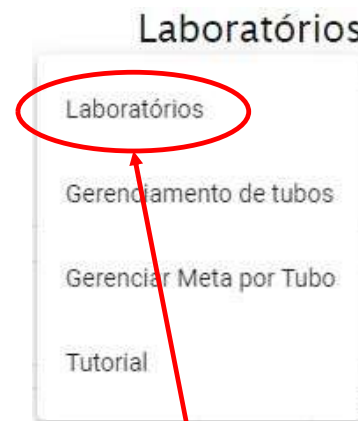 Laboratórios
Laboratórios
Gerenciamento de tubos
Gerenciar Meta por Tubo
Tutorial